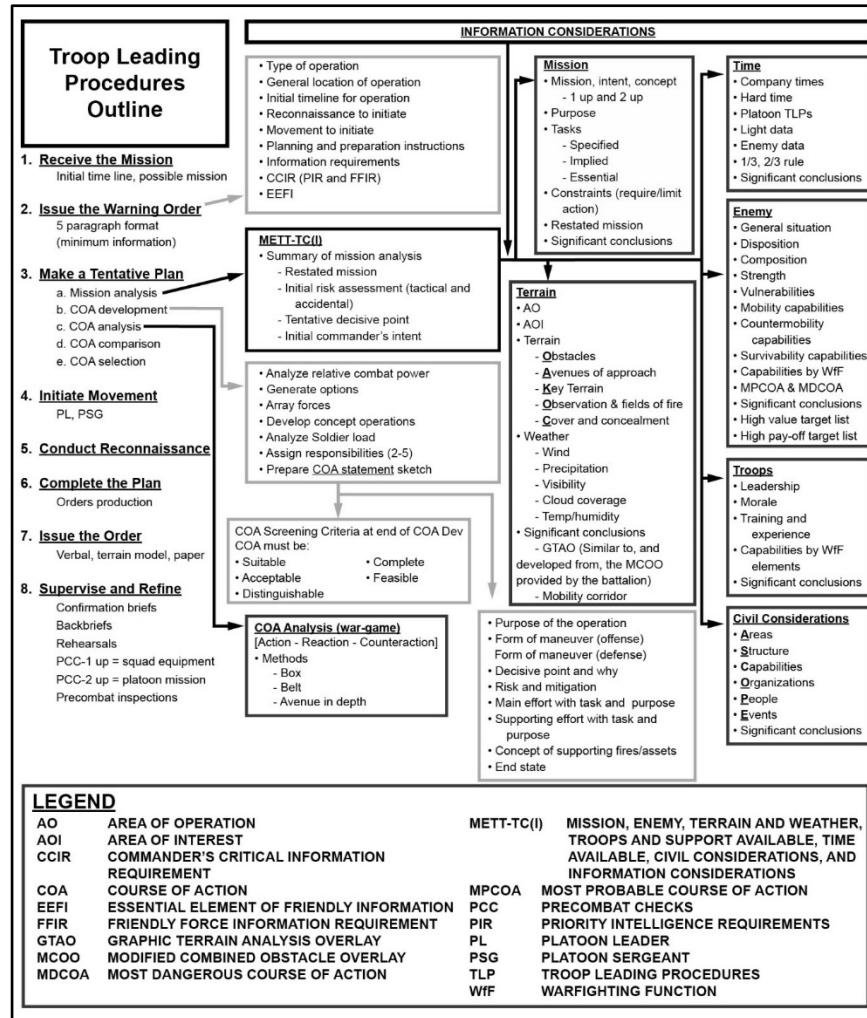 Troop Leading
Procedures
Outline
1. Receive the Mission
Initial time line, possible mission
2. Issue the Warning Order
5 paragraph format
(minimum information)
3. Make a Tentative Plan
a. Mission analysis
b. COA development
c. COA analysis
d. COA comparison
e. COA selection
4. Initiate Movement
PL, PSG
5. Conduct Reconnaissance
6. Complete the Plan
Orders production
7. Issue the Order
Verbal, terrain model, paper
8. Supervise and Refine
Confirmation briefs
Backbriefs
Rehearsals
PCC-1 up = squad equipment
PCC-2 up = platoon mission
Precombat inspections
INFORMATION CONSIDERATIONS
• Type of operation
• General location of operation
• Initial timeline for operation
• Reconnaissance to initiate
• Movement to initiate
• Planning and preparation instructions
• Information requirements
• CCIR (PIR and FFIR)
• EEFI
METT-TC(I)
• Summary of mission analysis
- Restated mission
- Initial risk assessment (tactical and
accidental)
- Tentative decisive point
- Initial commander's intent
• Analyze relative combat power
• Generate options
• Array forces
• Develop concept operations
• Analyze Soldier load
• Assign responsibilities (2-5)
• Prepare COA statement sketch
COA Screening Criteria at end of COA Dev
COA must be:
• Suitable • Complete
• Acceptable • Feasible
• Distinguishable
COA Analysis (war-game)
[Action - Reaction - Counteraction]
• Methods
- Box
- Belt
- Avenue in depth
Mission
• Mission, intent, concept
- 1 up and 2 up
• Purpose
• Tasks
- Specified
- Implied
- Essential
• Constraints (require/limit
action)
• Restated mission
• Significant conclusions
Terrain
• AO
• AOI
• Terrain
- Obstacles
- Avenues of approach
- Key Terrain
- Observation & fields of fire
- Cover and concealment
• Weather
- Wind
- Precipitation
- Visibility
- Cloud coverage
- Temp/humidity
• Significant conclusions
- GTAO (Similar to, and
developed from, the MCOO
provided by the battalion)
- Mobility corridor
• Purpose of the operation
• Form of maneuver (offense)
Form of maneuver (defense)
• Decisive point and why
• Risk and mitigation
• Main effort with task and purpose
• Supporting effort with task and
purpose
• Concept of supporting fires/assets
• End state
Time
• Company times
• Hard time
• Platoon TLPs
• Light data
• Enemy data
• 1/3, 2/3 rule
• Significant conclusions
Enemy
• General situation
• Disposition
• Composition
• Strength
• Vulnerabilities
• Mobility capabilities
• Countermobility
capabilities
• Survivability capabilities
• Capabilities by WfF
• MPCOA & MDCOA
• Significant conclusions
• High value target list
• High pay-off target list
Troops
• Leadership
• Morale
• Training and
experience
• Capabilities by WfF
elements
• Significant conclusions
Civil Considerations
• Areas
• Structure
• Capabilities
• Organizations
• People
• Events
• Significant conclusions
LEGEND
AO AREA OF OPERATION
AOI AREA OF INTEREST
CCIR COMMANDER'S CRITICAL INFORMATION
REQUIREMENT
COA COURSE OF ACTION
EEFI ESSENTIAL ELEMENT OF FRIENDLY INFORMATION
FFIR FRIENDLY FORCE INFORMATION REQUIREMENT
GTAO GRAPHIC TERRAIN ANALYSIS OVERLAY
MCOO MODIFIED COMBINED OBSTACLE OVERLAY
MDCOA MOST DANGEROUS COURSE OF ACTION
METT-TC(I) MISSION, ENEMY, TERRAIN AND WEATHER,
TROOPS AND SUPPORT AVAILABLE, TIME
AVAILABLE, CIVIL CONSIDERATIONS, AND
INFORMATION CONSIDERATIONS
MPCOA MOST PROBABLE COURSE OF ACTION
PCC PRECOMBAT CHECKS
PIR PRIORITY INTELLIGENCE REQUIREMENTS
PL PLATOON LEADER
PSG PLATOON SERGEANT
TLP TROOP LEADING PROCEDURES
WfF WARFIGHTING FUNCTION